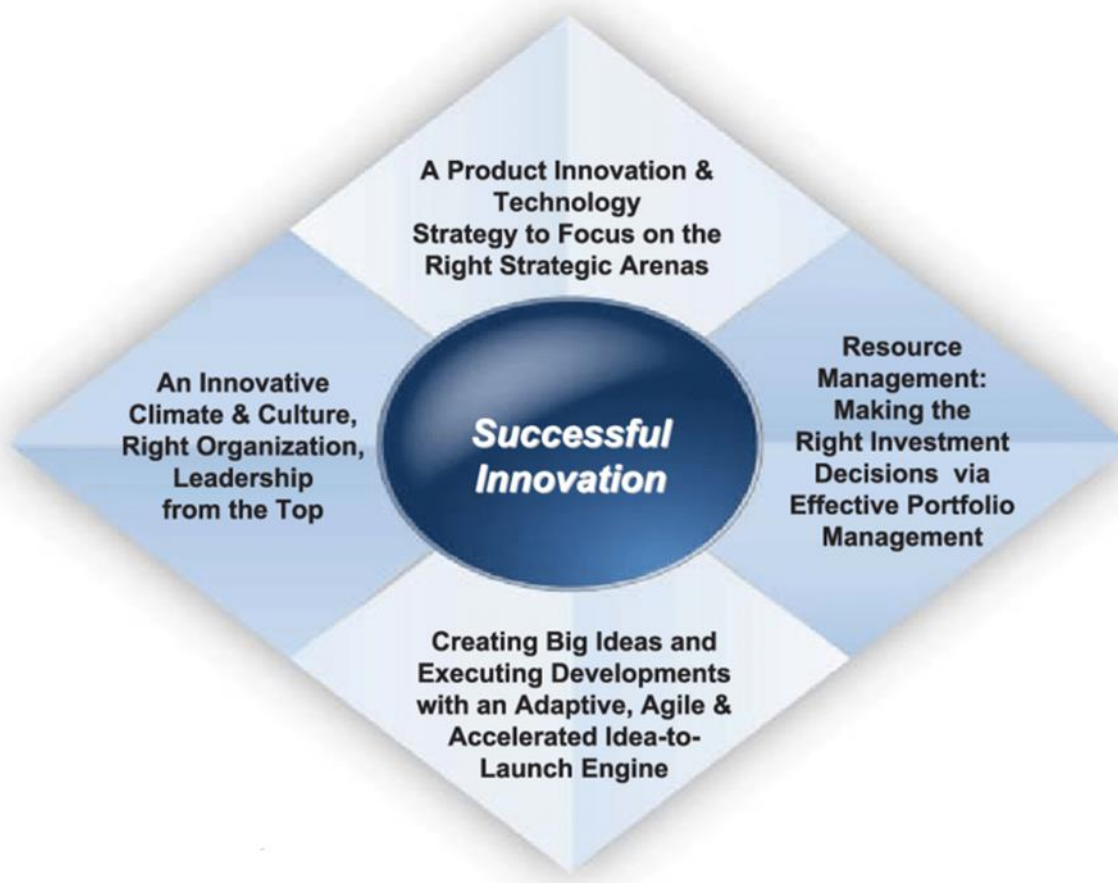 A Product Innovation &
Technology
Strategy to Focus on the
Right Strategic Arenas
An Innovative
Climate & Culture,
Right Organization,
Leadership
from the Top
Successful
Innovation
Resource
Management:
Making the
Right Investment
Decisions via
Effective Portfolio
Management
Creating Big Ideas and
Executing Developments
with an Adaptive, Agile &
Accelerated Idea-to-
Launch Engine